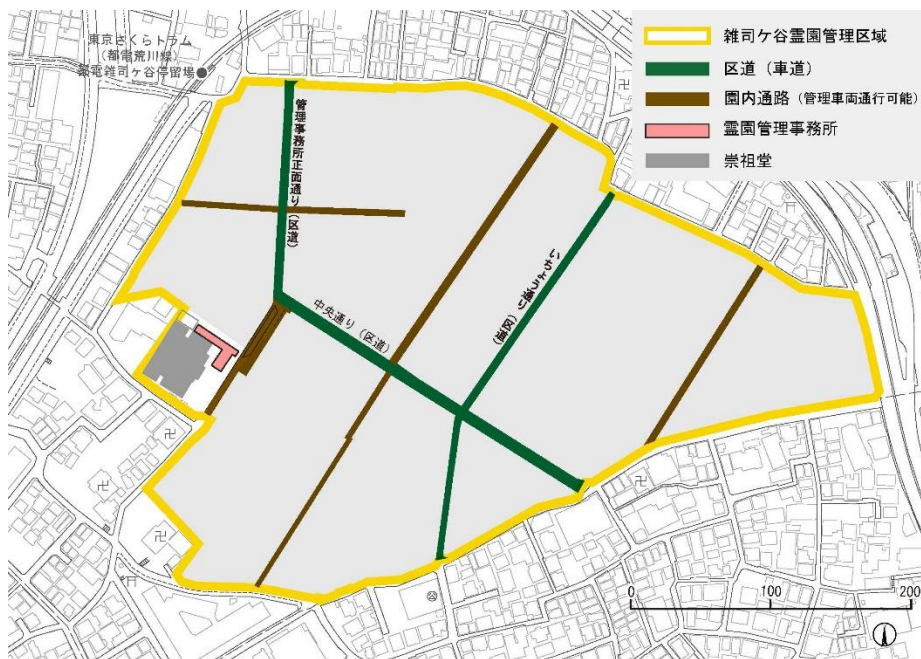 東京さくらトラム
（都電荒川線）
都電雑司ケ谷停留場
管理事務所正面通り（区道）
中央通り（区道）
いちょう通り（区道）
雑司ケ谷霊園管理区域
区道（車道）
園内通路（管理車両通行可能）
霊園管理事務所
崇祖堂
0 100 200